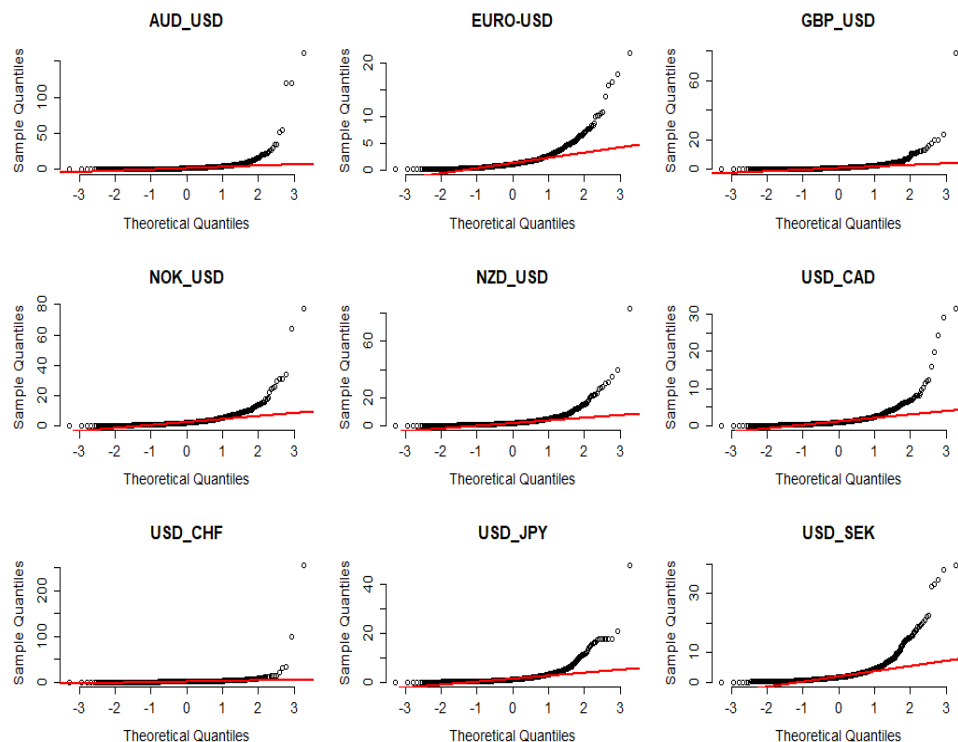 AUD_USD
Sample Quantiles
0 50 100
-3 -2 -1 0 1 2 3
Theoretical Quantiles
EURO-USD
Sample Quantiles
0 5 10 15 20
-3 -2 -1 0 1 2 3
Theoretical Quantiles
GBP_USD
Sample Quantiles
0 20 60
-3 -2 -1 0 1 2 3
Theoretical Quantiles
NOK_USD
Sample Quantiles
0 20 40 60 80
-3 -2 -1 0 1 2 3
Theoretical Quantiles
NZD_USD
Sample Quantiles
0 20 60
-3 -2 -1 0 1 2 3
Theoretical Quantiles
USD_CAD
Sample Quantiles
0 10 20 30
-3 -2 -1 0 1 2 3
Theoretical Quantiles
USD_CHF
Sample Quantiles
0 100 200
-3 -2 -1 0 1 2 3
Theoretical Quantiles
USD_JPY
Sample Quantiles
0 20 40
-3 -2 -1 0 1 2 3
Theoretical Quantiles
USD_SEK
Sample Quantiles
0 10 30
-3 -2 -1 0 1 2 3
Theoretical Quantiles